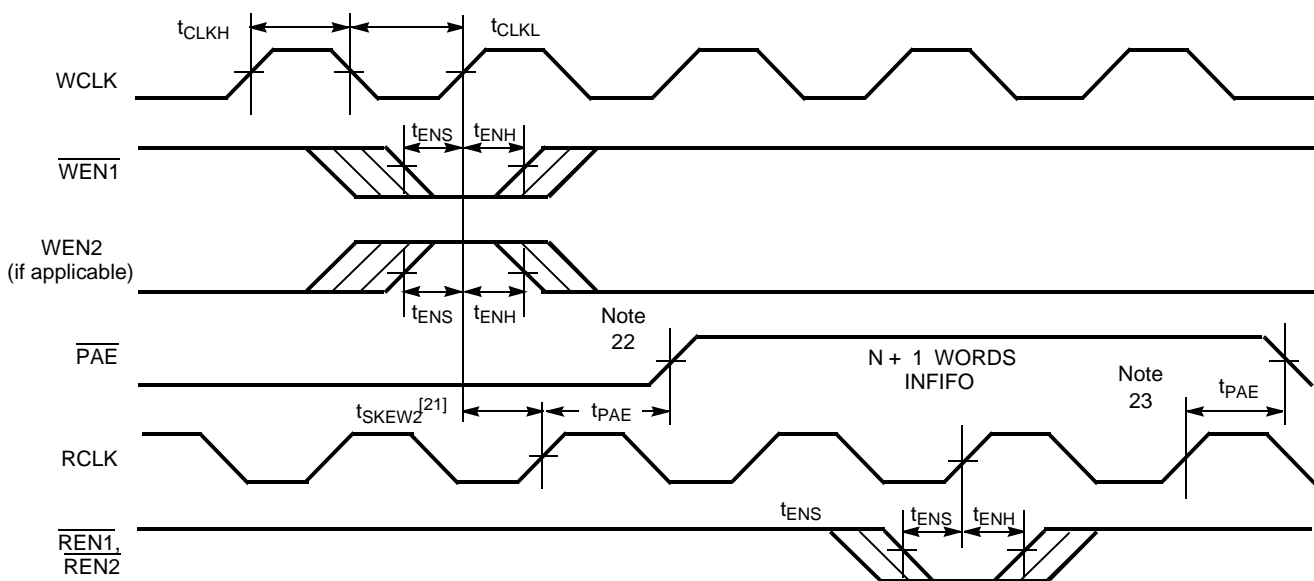 tCLKH
tCLKL
WCLK
tENS
tENH
WEN1
WEN2
(if applicable)
tENS
tENH
Note
22
PAE
N + 1 WORDS
INFIFO
Note
23
tPAE
tSKEW2[21]
tPAE
RCLK
tENS
tENS
tENH
REN1,
REN2